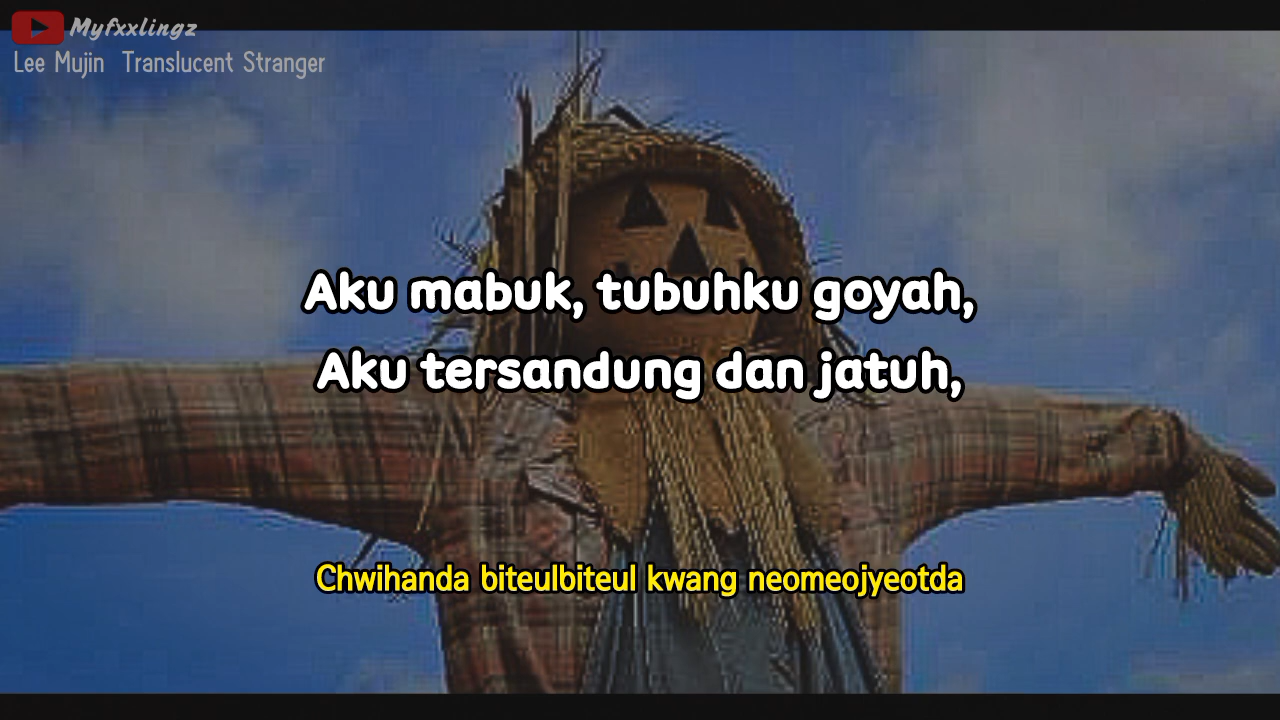 Myfxxlingz
Lee Mujin Translucent Stranger
Aku mabuk, tubuhku goyah,
Aku tersandung dan jatuh,
Chwihanda biteulbiteul kwang neomeojyeotda